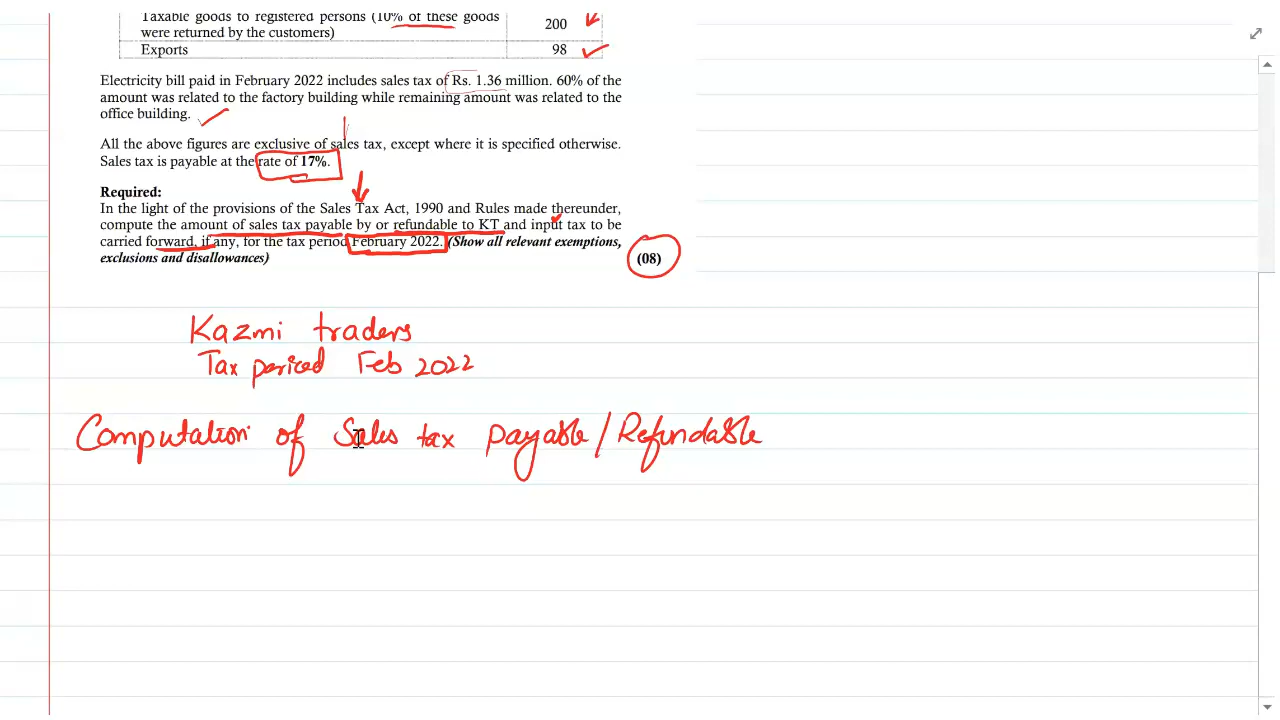 Taxable goods to registered persons (10% of these goods
were returned by the customers) 200
Exports 98
Electricity bill paid in February 2022 includes sales tax of Rs. 1.36 million. 60% of the
amount was related to the factory building while remaining amount was related to the
office building.
All the above figures are exclusive of sales tax, except where it is specified otherwise.
Sales tax is payable at the rate of 17%.
Required:
In the light of the provisions of the Sales Tax Act, 1990 and Rules made thereunder,
compute the amount of sales tax payable by or refundable to KT and input tax to be
carried forward, if any, for the tax period February 2022. (Show all relevant exemptions,
exclusions and disallowances) (08)
Kazmi traders
Tax period Feb 2022
Computation of Sales tax payable/Refundable